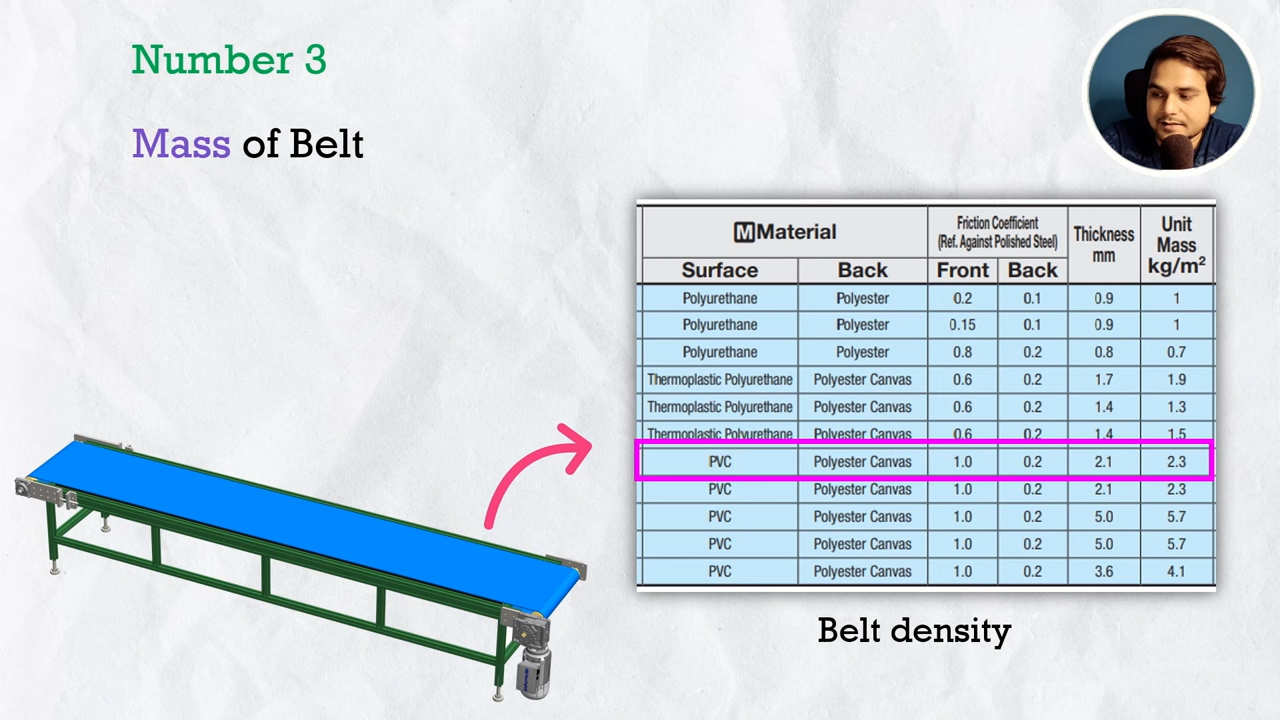 Number 3
Mass of Belt
M Material
Friction Coefficient
(Ref. Against Polished Steel)
Thickness
mm
Unit
Mass
kg/m²
Surface Back Front Back
Polyurethane Polyester 0.2 0.1 0.9 1
Polyurethane Polyester 0.15 0.1 0.9 1
Polyurethane Polyester 0.8 0.2 0.8 0.7
Thermoplastic Polyurethane Polyester Canvas 0.6 0.2 1.7 1.9
Thermoplastic Polyurethane Polyester Canvas 0.6 0.2 1.4 1.3
Thermoplastic Polyurethane Polyester Canvas 0.6 0.2 1.4 1.5
PVC Polyester Canvas 1.0 0.2 2.1 2.3
PVC Polyester Canvas 1.0 0.2 2.1 2.3
PVC Polyester Canvas 1.0 0.2 5.0 5.7
PVC Polyester Canvas 1.0 0.2 5.0 5.7
PVC Polyester Canvas 1.0 0.2 3.6 4.1
Belt density